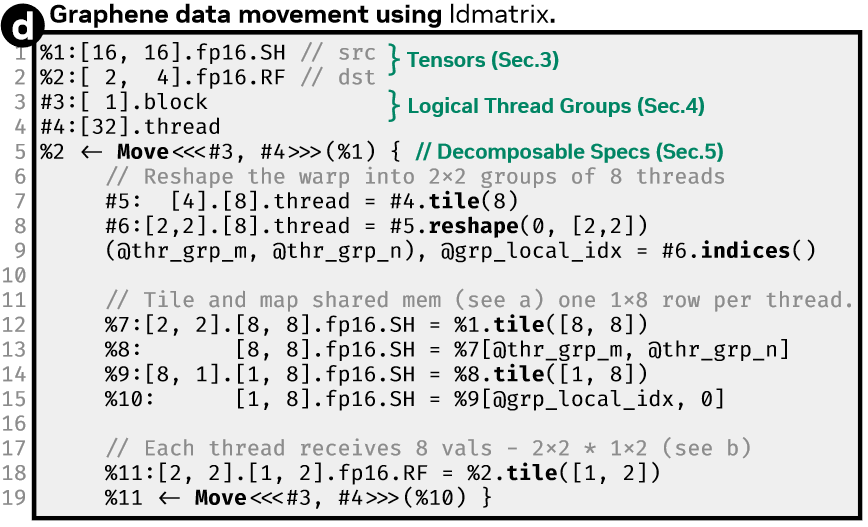 d Graphene data movement using ldmatrix.
1 %1:[16, 16].fp16.SH // src } Tensors (Sec.3)
2 %2:[ 2, 4].fp16.RF // dst
3 #3:[ 1].block } Logical Thread Groups (Sec.4)
4 #4:[32].thread
5 %2 <- Move<<<#3, #4>>>(%1) { // Decomposable Specs (Sec.5)
6 // Reshape the warp into 2×2 groups of 8 threads
7 #5: [4].[8].thread = #4.tile(8)
8 #6:[2,2].[8].thread = #5.reshape(0, [2,2])
9 (@thr_grp_m, @thr_grp_n), @grp_local_idx = #6.indices()
10
11 // Tile and map shared mem (see a) one 1×8 row per thread.
12 %7:[2, 2].[8, 8].fp16.SH = %1.tile([8, 8])
13 %8: [8, 8].fp16.SH = %7[@thr_grp_m, @thr_grp_n]
14 %9:[8, 1].[1, 8].fp16.SH = %8.tile([1, 8])
15 %10: [1, 8].fp16.SH = %9[@grp_local_idx, 0]
16
17 // Each thread receives 8 vals - 2×2 * 1×2 (see b)
18 %11:[2, 2].[1, 2].fp16.RF = %2.tile([1, 2])
19 %11 <- Move<<<#3, #4>>>(%10) }